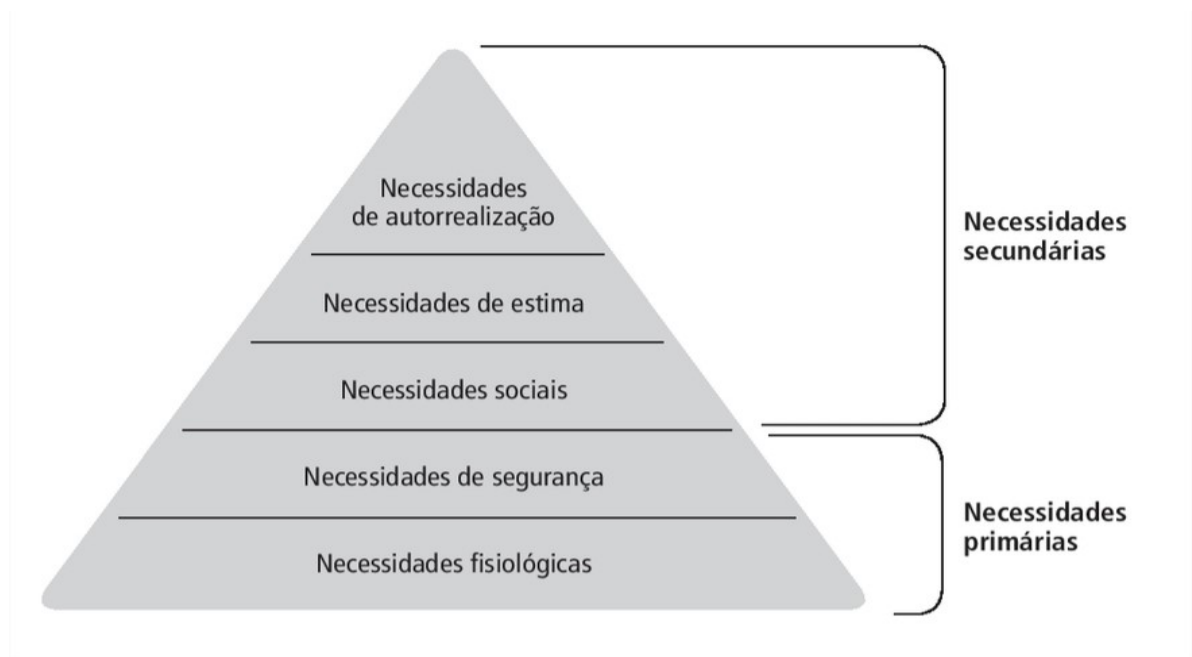 Necessidades
de autorrealização
Necessidades de estima
Necessidades sociais
Necessidades de segurança
Necessidades fisiológicas
Necessidades
secundárias
Necessidades
primárias